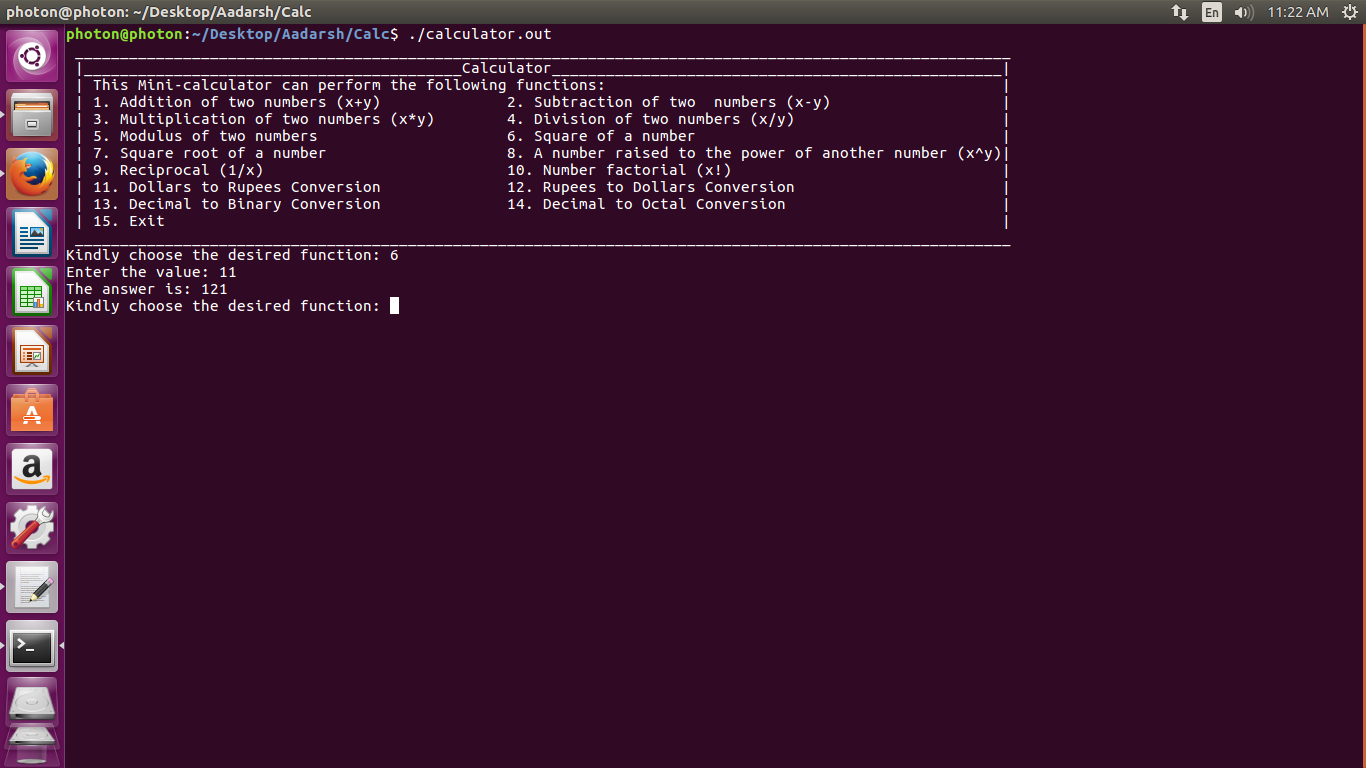 photon@photon: ~/Desktop/Aadarsh/Calc En 11:22 AM
photon@photon:~/Desktop/Aadarsh/Calc$ ./calculator.out
Calculator
This Mini-calculator can perform the following functions:
1. Addition of two numbers (x+y) 2. Subtraction of two  numbers (x-y)
3. Multiplication of two numbers (x*y) 4. Division of two numbers (x/y)
5. Modulus of two numbers 6. Square of a number
7. Square root of a number 8. A number raised to the power of another number (x^y)
9. Reciprocal (1/x) 10. Number factorial (x!)
11. Dollars to Rupees Conversion 12. Rupees to Dollars Conversion
13. Decimal to Binary Conversion 14. Decimal to Octal Conversion
15. Exit
Kindly choose the desired function: 6
Enter the value: 11
The answer is: 121
Kindly choose the desired function: